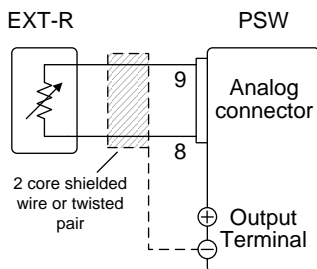 EXT-R
PSW
9
Analog
connector
8
2 core shielded
wire or twisted
pair
+
Output
Terminal
-